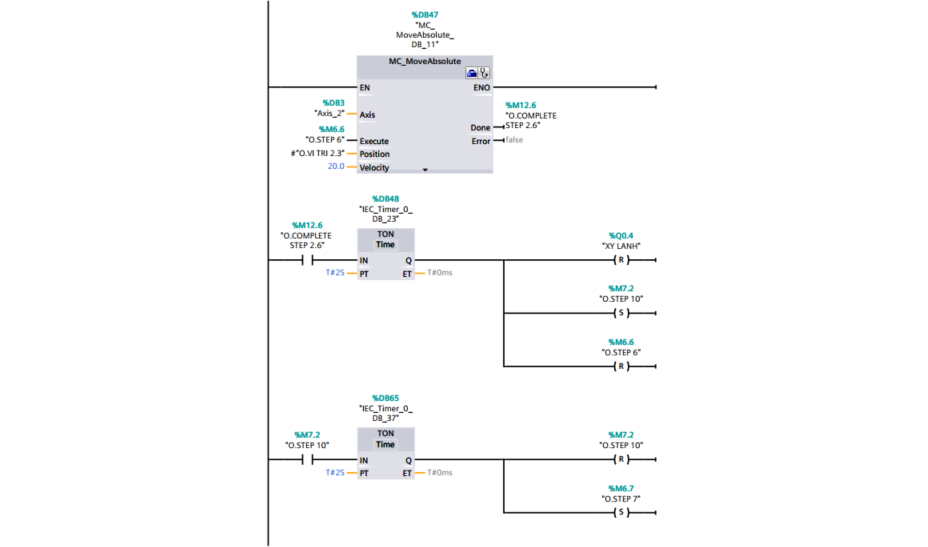 %DB47
"MC_
MoveAbsolute_
DB_11"
MC_MoveAbsolute
EN
ENO
%DB3
"Axis_2"
Axis
%M12.6
"O.COMPLETE
STEP 2.6"
Done
%M6.6
"O.STEP 6"
Execute
Error
false
#"O.VI TRI 2.3"
Position
20.0
Velocity
%DB48
"IEC_Timer_0_
DB_23"
%M12.6
"O.COMPLETE
STEP 2.6"
TON
Time
%Q0.4
"XY LANH"
IN
Q
R
T#2S
PT
ET
T#0ms
%M7.2
"O.STEP 10"
S
%M6.6
"O.STEP 6"
R
%DB65
"IEC_Timer_0_
DB_37"
%M7.2
"O.STEP 10"
TON
Time
%M7.2
"O.STEP 10"
IN
Q
R
T#2S
PT
ET
T#0ms
%M6.7
"O.STEP 7"
S